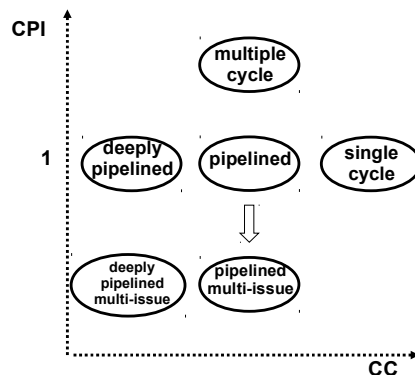 CPI
multiple
cycle
1
deeply
pipelined
pipelined
single
cycle
deeply
pipelined
multi-issue
pipelined
multi-issue
CC